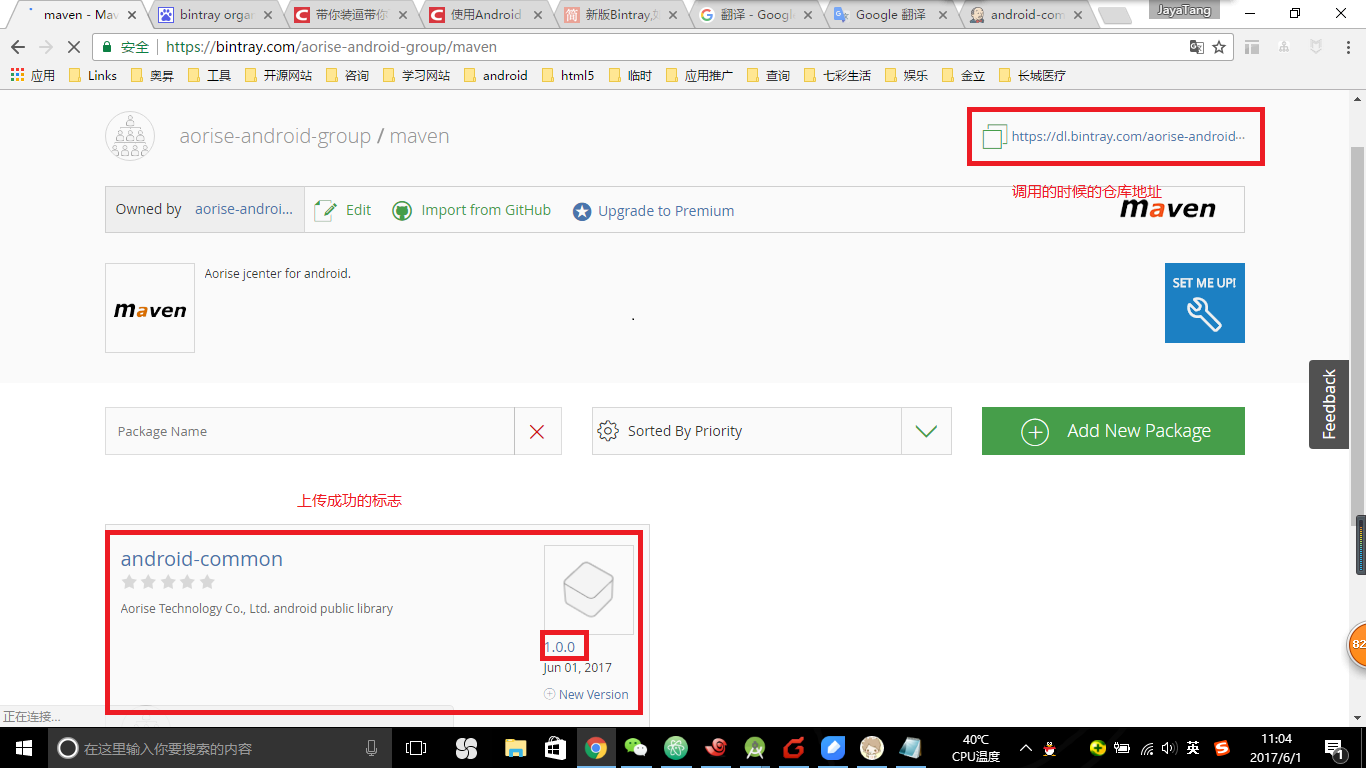 maven - Mav
bintray organ
带你装逼带你
使用Android
新版Bintray,如
翻译 - Google
Google 翻译
android-com
JayaTang
安全
https://bintray.com/aorise-android-group/maven
应用
Links
奥昇
工具
开源网站
咨询
学习网站
android
html5
临时
应用推广
查询
七彩生活
娱乐
金立
长城医疗
aorise-android-group / maven
https://dl.bintray.com/aorise-android···
调用的时候的仓库地址
Owned by aorise-androi...
Edit
Import from GitHub
Upgrade to Premium
maven
maven
Aorise jcenter for android.
SET ME UP!
Feedback
Package Name
Sorted By Priority
Add New Package
上传成功的标志
android-common
Aorise Technology Co., Ltd. android public library
1.0.0
Jun 01, 2017
New Version
82
正在连接...
在这里输入你要搜索的内容
40℃
CPU温度
英
11:04
2017/6/1
1